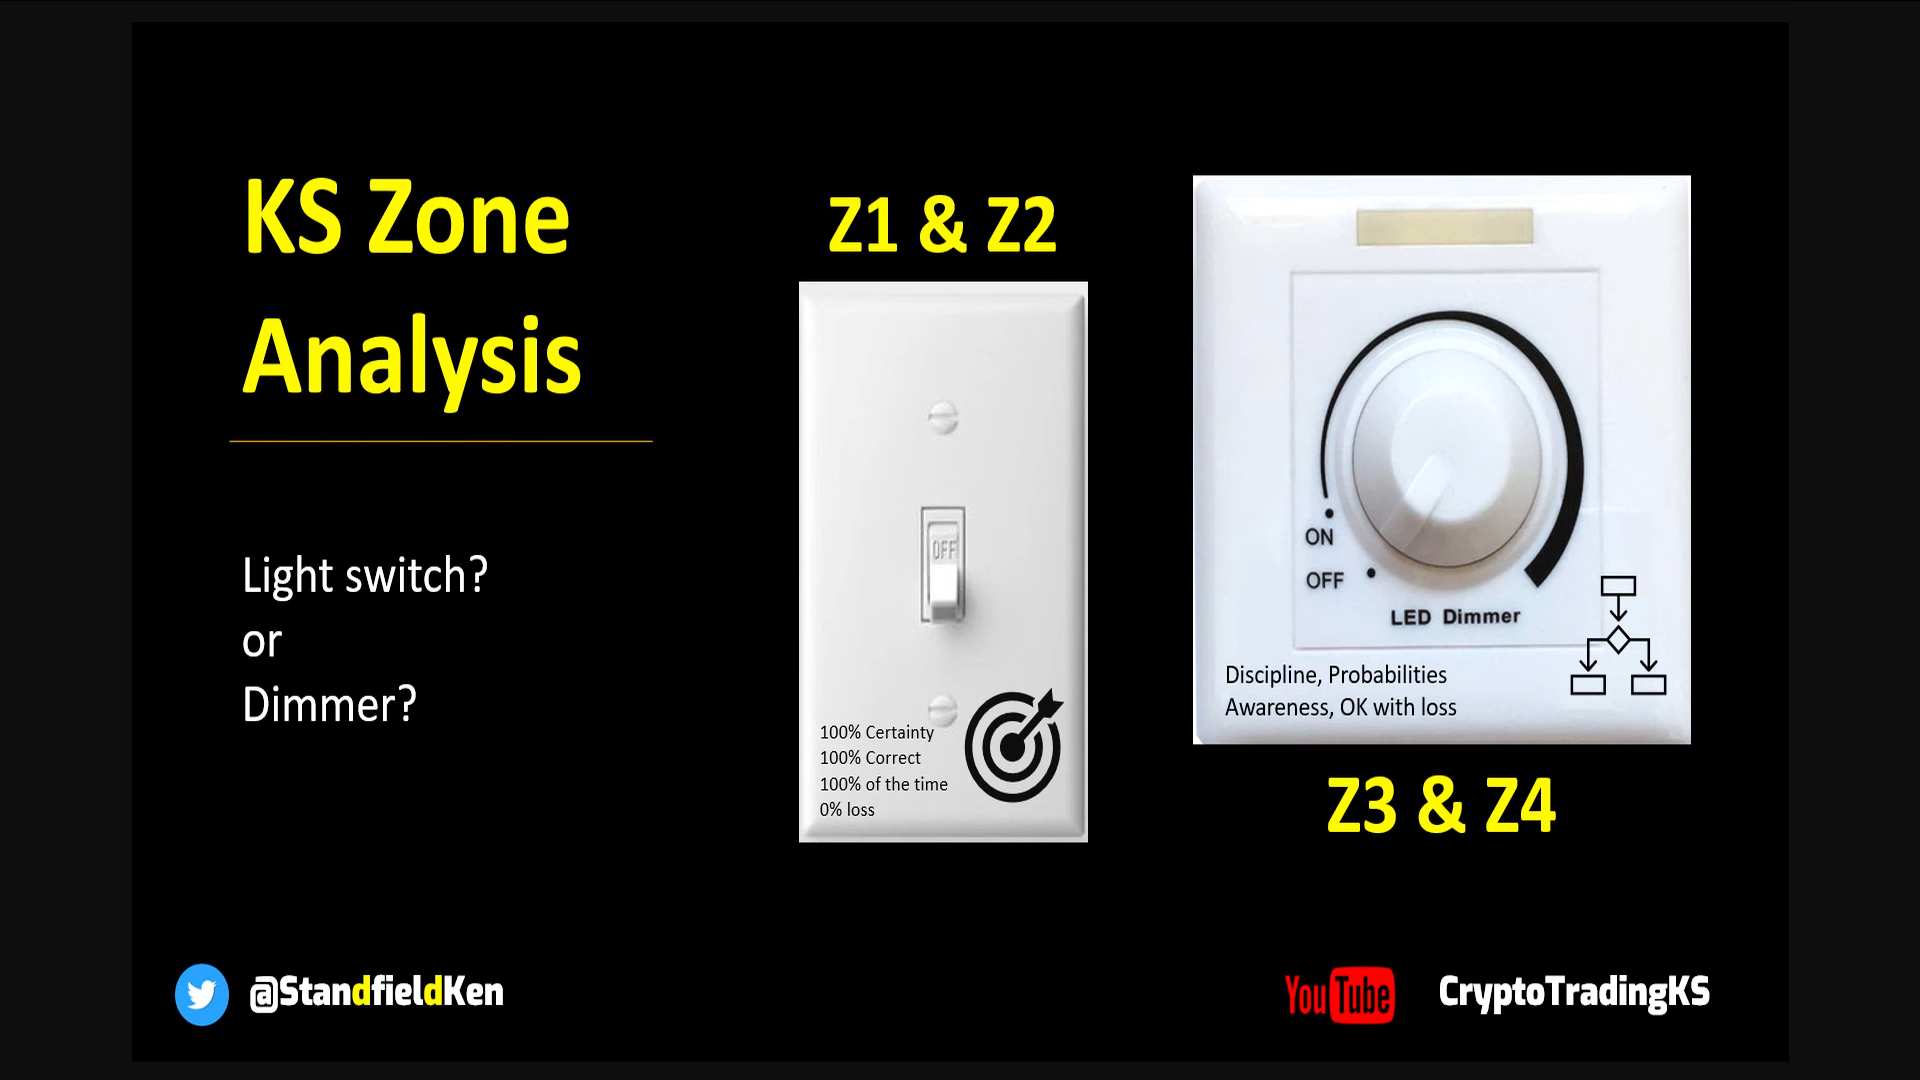 KS Zone
Analysis
Light switch?
or
Dimmer?
Z1 & Z2
OFF
100% Certainty
100% Correct
100% of the time
0% loss
ON
OFF
LED Dimmer
Discipline, Probabilities
Awareness, OK with loss
Z3 & Z4
@StandfieldKen
YouTube
CryptoTradingKS